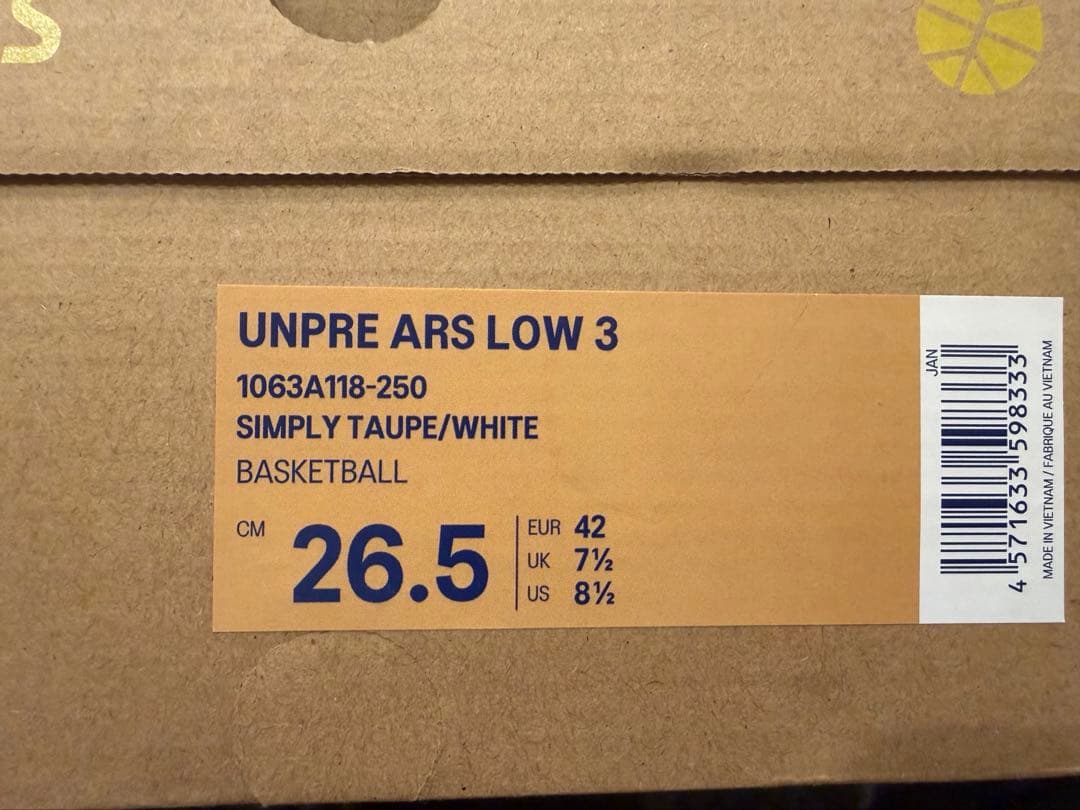 S
UNPRE ARS LOW 3
1063A118-250
SIMPLY TAUPE/WHITE
BASKETBALL
CM 26.5
EUR 42
UK 7½
US 8½
JAN
4 571633 598333
MADE IN VIETNAM / FABRIQUE AU VIETNAM